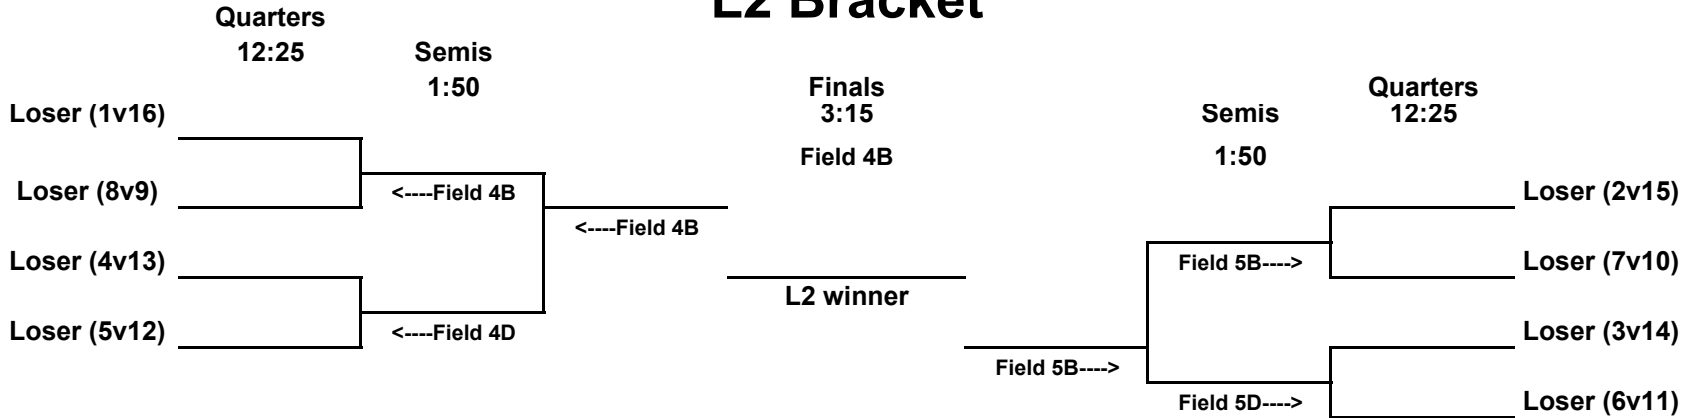 L2 Bracket
Quarters
12:25
Semis
1:50
Finals
3:15
Field 4B
Semis
1:50
Quarters
12:25
Loser (1v16)
Loser (8v9)
Loser (4v13)
Loser (5v12)
<----Field 4B
<----Field 4D
<----Field 4B
L2 winner
Field 5B---->
Field 5B---->
Field 5D---->
Loser (2v15)
Loser (7v10)
Loser (3v14)
Loser (6v11)